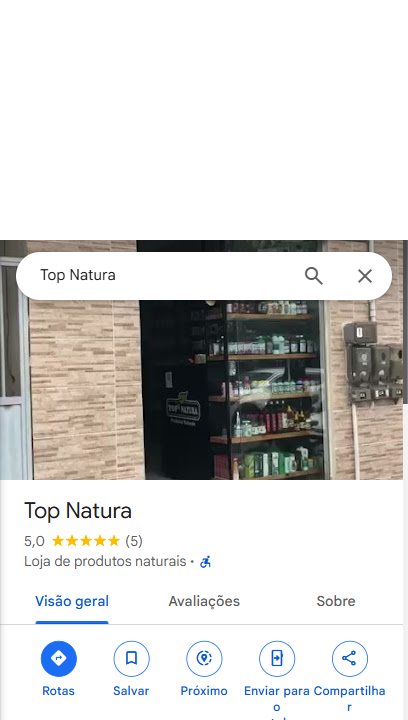 Top Natura
TOP NATURA
Top Natura
5,0 ★★★★★ (5)
Loja de produtos naturais ·
Visão geral
Avaliações
Sobre
Rotas
Salvar
Próximo
Enviar para o
Compartilhar